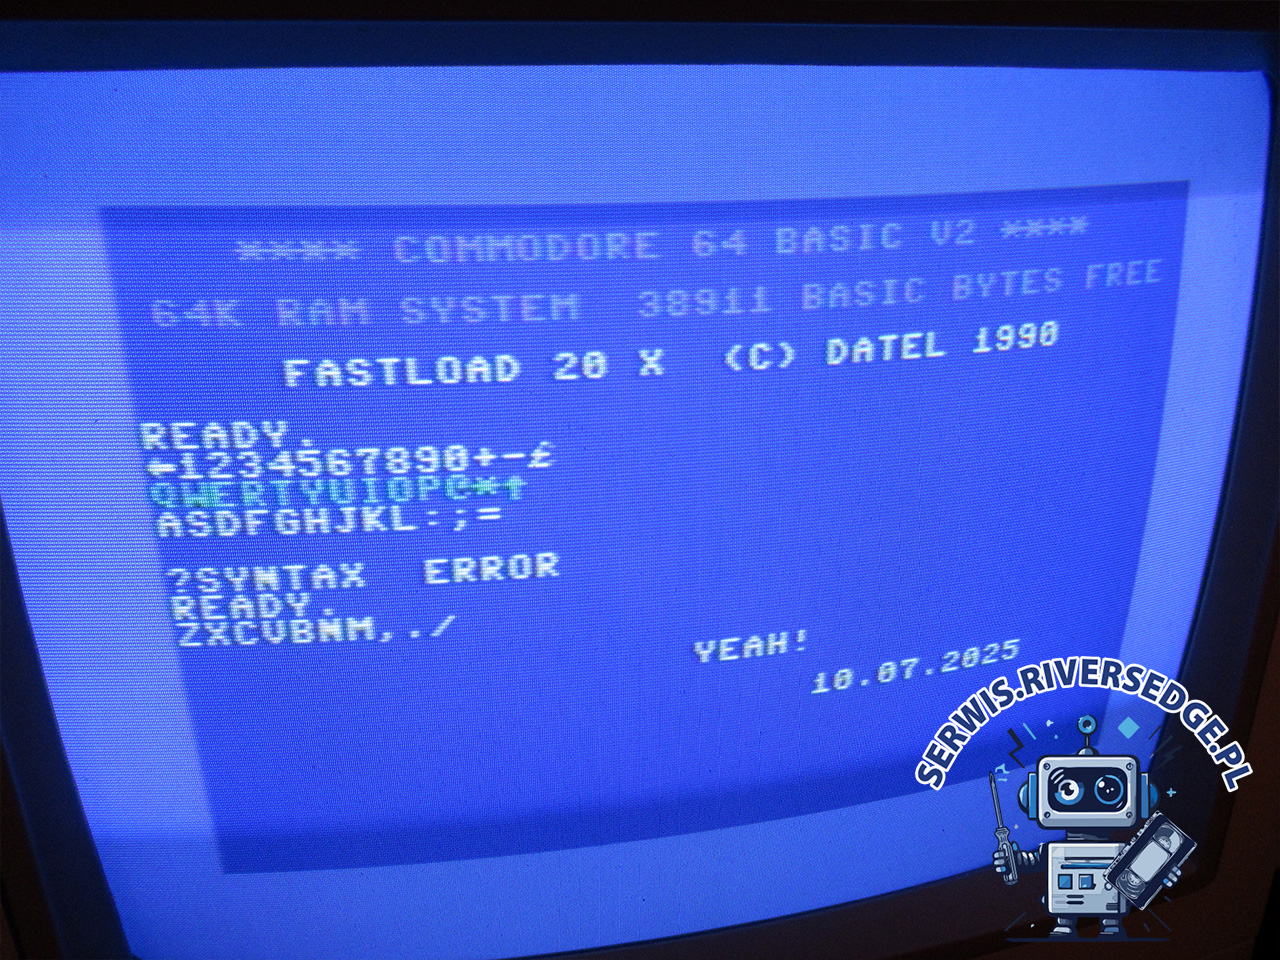 **** COMMODORE 64 BASIC V2 ****
64K RAM SYSTEM  38911 BASIC BYTES FREE
FASTLOAD 20 X  (C) DATEL 1990
READY.
←1234567890+-£
QWERTYUIOP@*↑
ASDFGHJKL:;=
?SYNTAX  ERROR
READY.
ZXCVBNM,./
YEAH!
10.07.2025
SERWIS.RIVERSEDGE.PL